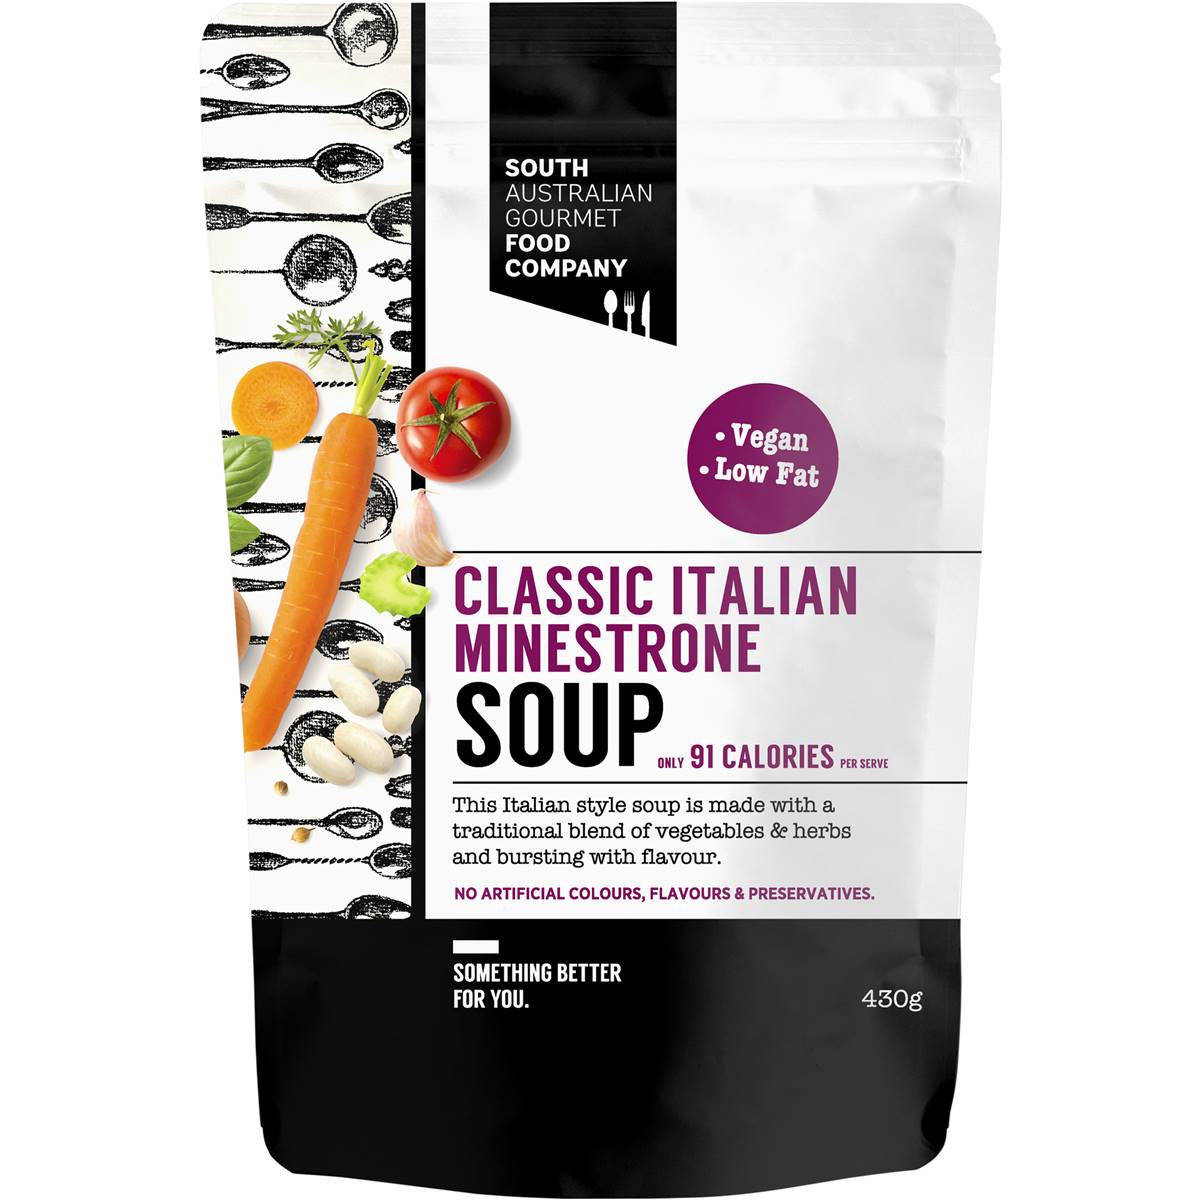 SOUTH
AUSTRALIAN
GOURMET
FOOD
COMPANY
• Vegan
• Low Fat
CLASSIC ITALIAN
MINESTRONE
SOUP
ONLY 91 CALORIES PER SERVE
This Italian style soup is made with a
traditional blend of vegetables & herbs
and bursting with flavour.
NO ARTIFICIAL COLOURS, FLAVOURS & PRESERVATIVES.
SOMETHING BETTER
FOR YOU.
430g